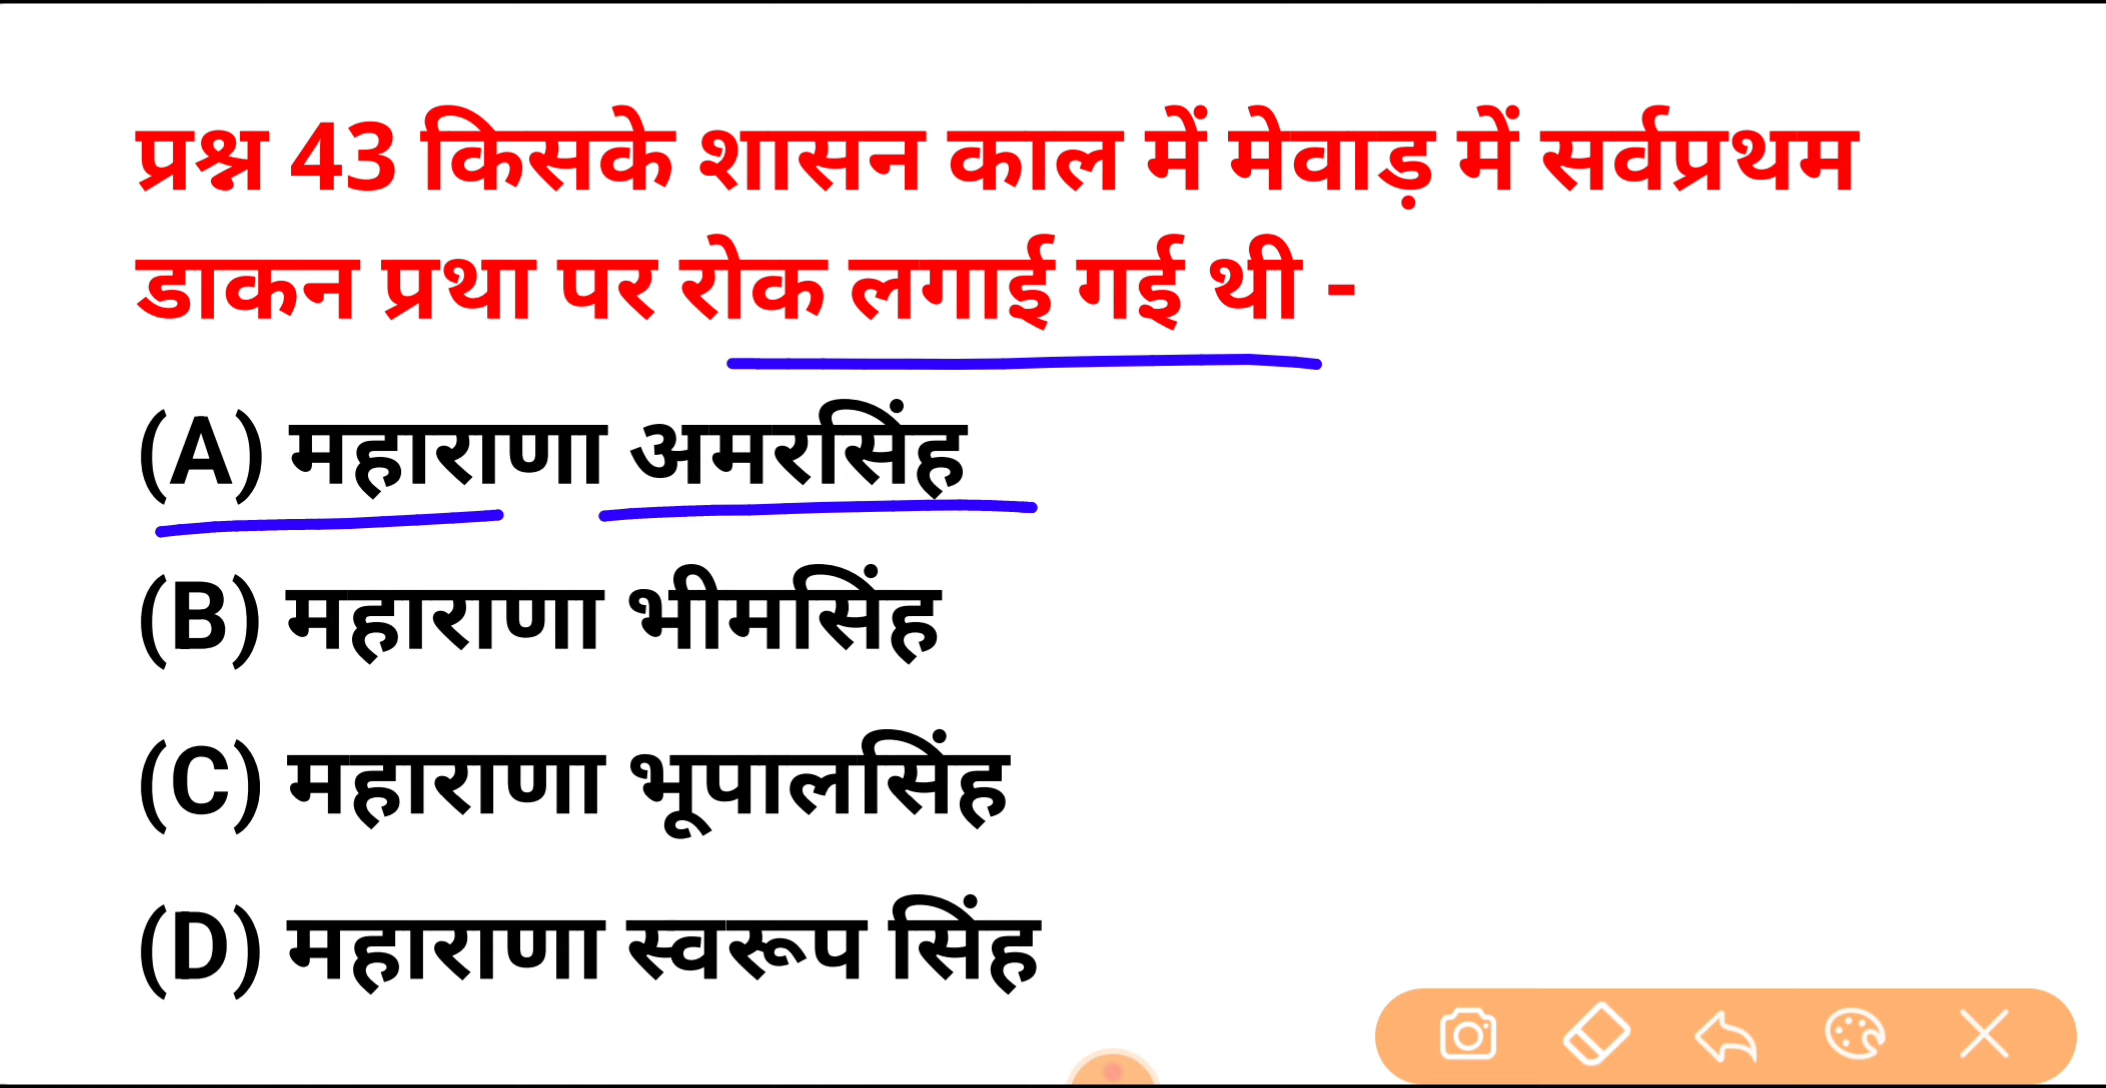 प्रश्न 43 किसके शासन काल में मेवाड़ में सर्वप्रथम
डाकन प्रथा पर रोक लगाई गई थी -
(A) महाराणा अमरसिंह
(B) महाराणा भीमसिंह
(C) महाराणा भूपालसिंह
(D) महाराणा स्वरूप सिंह